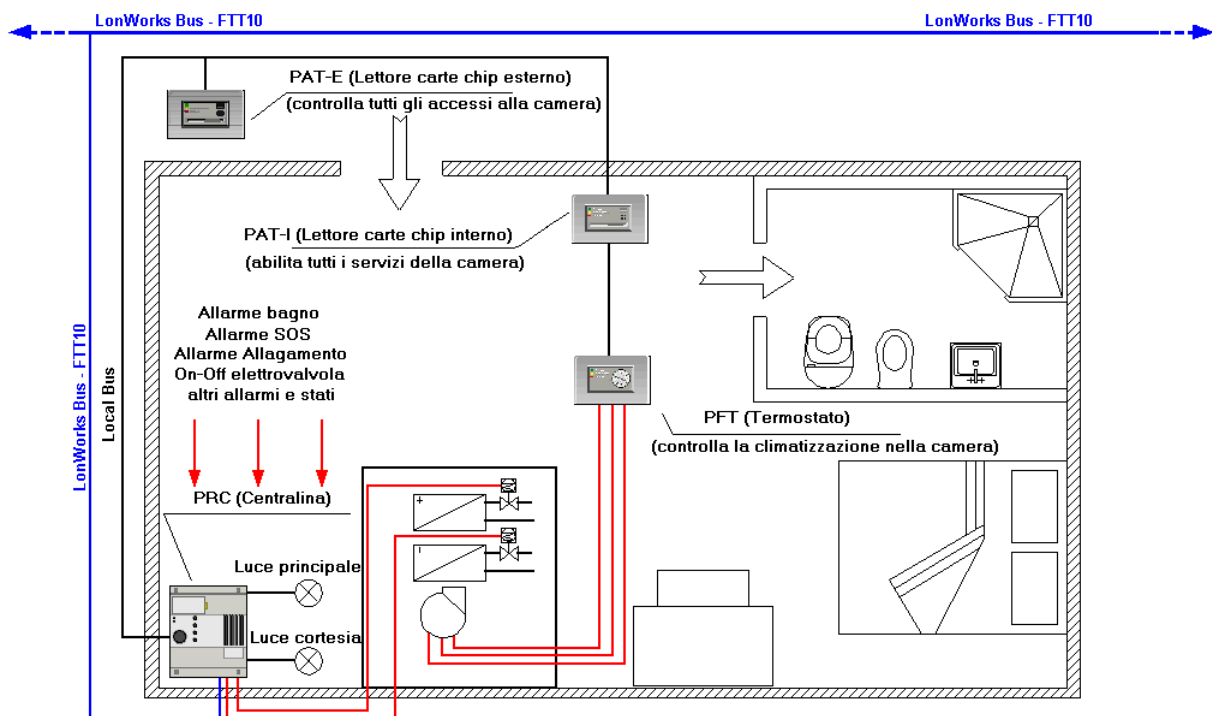 LonWorks Bus - FTT10
LonWorks Bus - FTT10
PAT-E (Lettore carte chip esterno)
(controlla tutti gli accessi alla camera)
PAT-I (Lettore carte chip interno)
(abilita tutti i servizi della camera)
Allarme bagno
Allarme SOS
Allarme Allagamento
On-Off elettrovalvola
altri allarmi e stati
LonWorks Bus - FTT10
Local Bus
PFT (Termostato)
(controlla la climatizzazione nella camera)
PRC (Centralina)
+
-
Luce principale
Luce cortesia